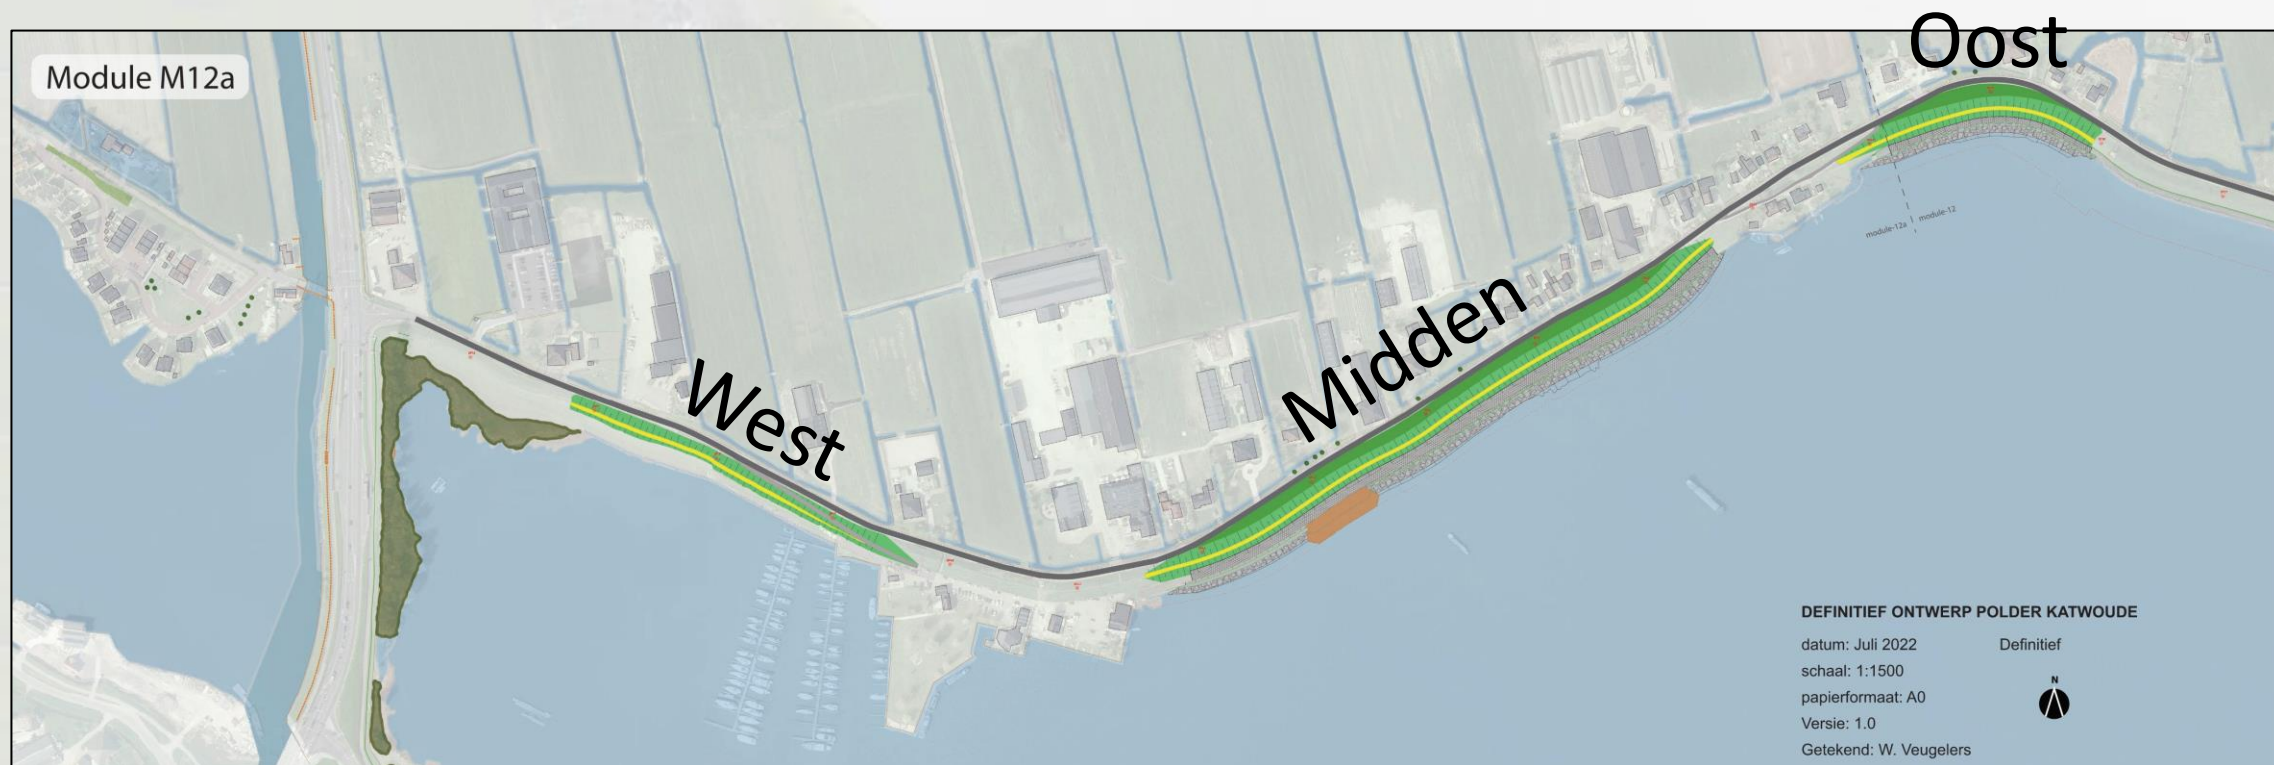 Oost
Module M12a
module-12a
module-12
Midden
West
DEFINITIEF ONTWERP POLDER KATWOUDE
datum: Juli 2022 Definitief
schaal: 1:1500
papierformaat: A0
N
Versie: 1.0
Getekend: W. Veugelers